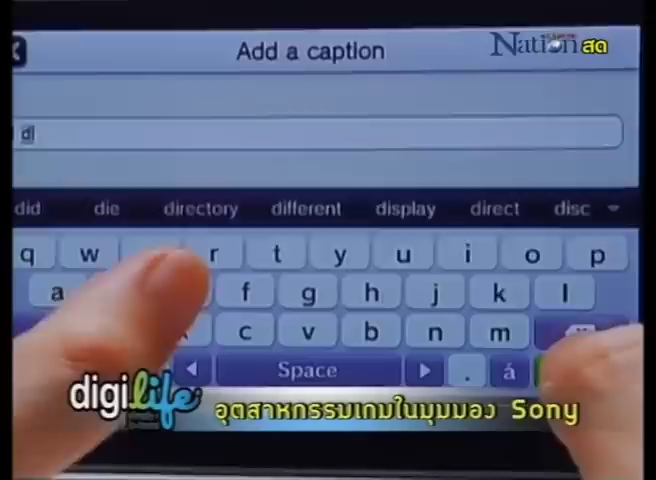 Add a caption
Nation สด
di
did die directory different display direct disc
q w r t y u i o p
a f g h j k l
c v b n m
Space . á
digilife
อุตสาหกรรมเกมในมุมมอง Sony